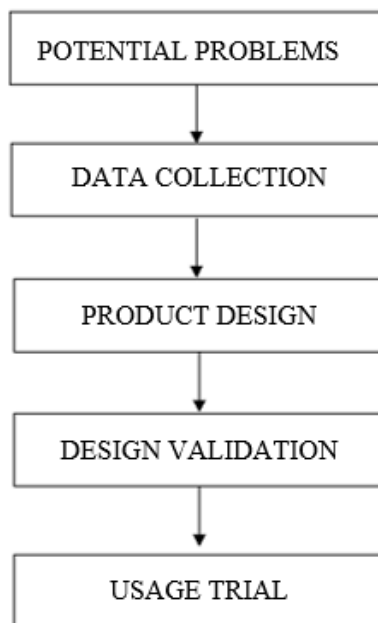 POTENTIAL PROBLEMS
DATA COLLECTION
PRODUCT DESIGN
DESIGN VALIDATION
USAGE TRIAL